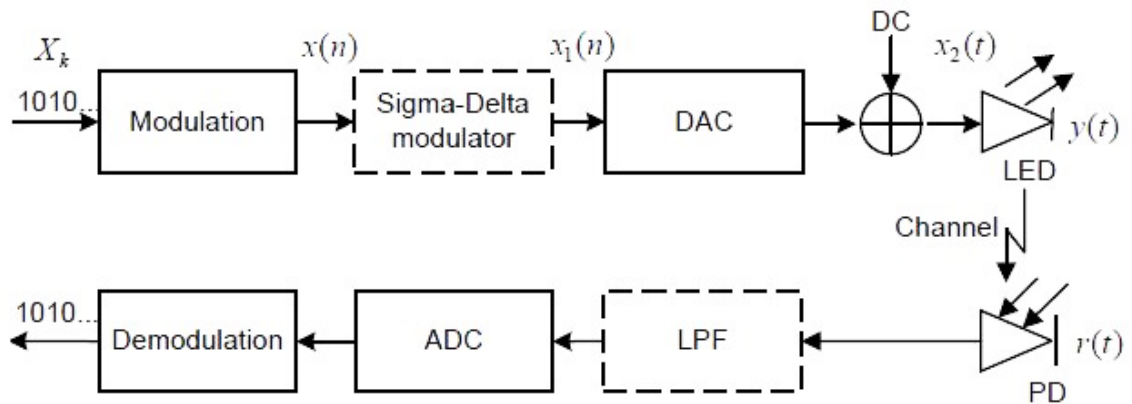 X_k
1010...
Modulation
x(n)
Sigma-Delta
modulator
x_1(n)
DAC
DC
x_2(t)
y(t)
LED
Channel
1010...
Demodulation
ADC
LPF
r(t)
PD